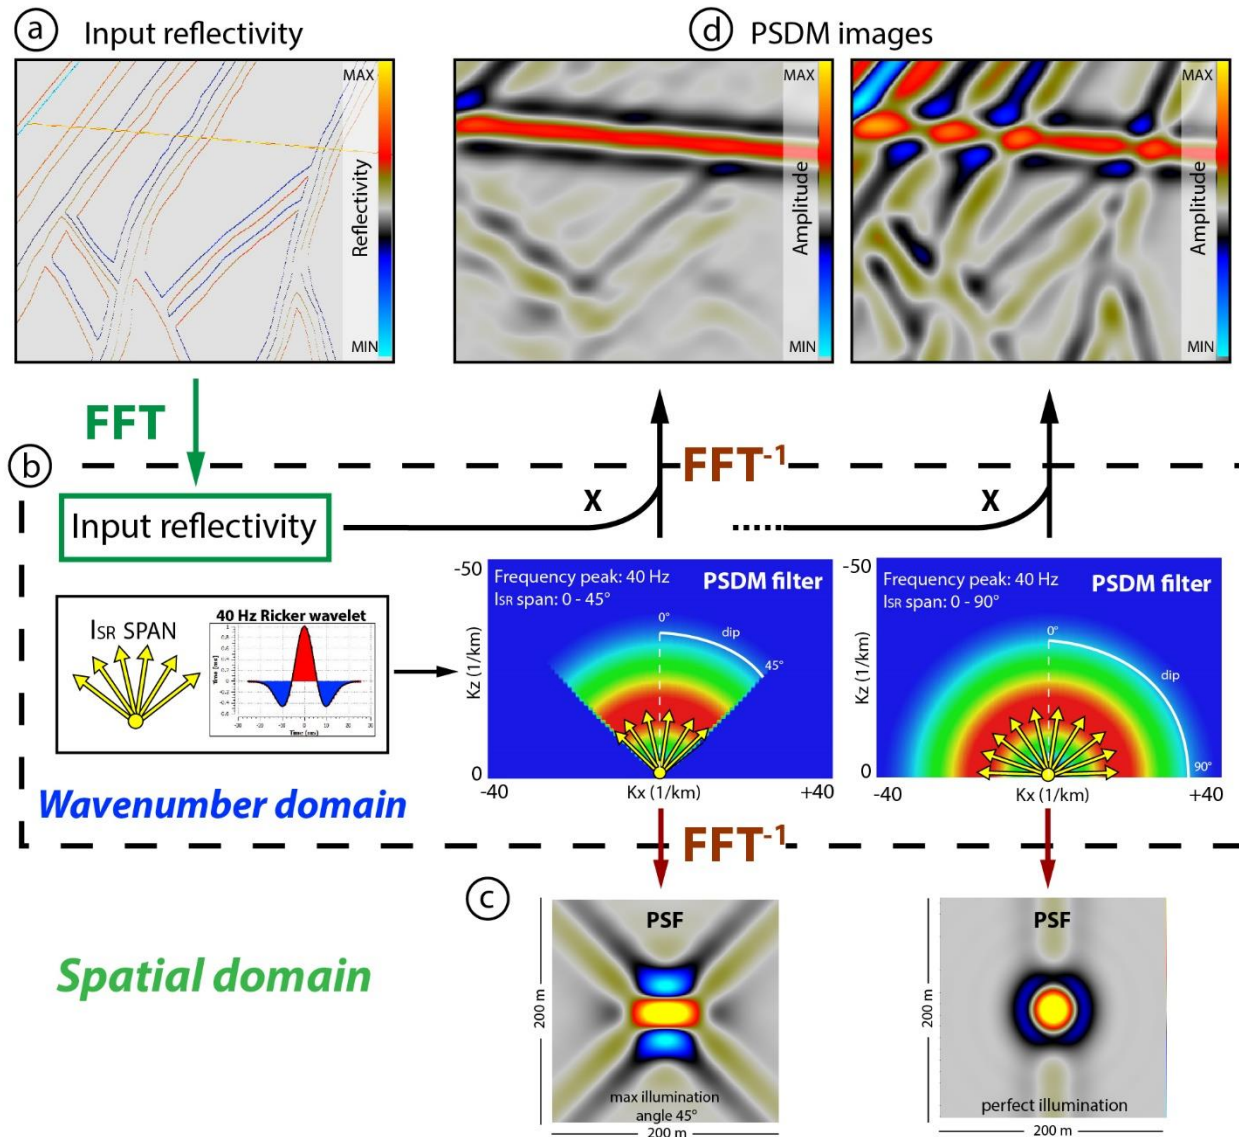 a Input reflectivity
d PSDM images
MAX
Reflectivity
MIN
MAX
Amplitude
MIN
MAX
Amplitude
MIN
FFT
b
FFT-1
Input reflectivity
X
X
ISR SPAN
40 Hz Ricker wavelet
Time [ms]
-50
Frequency peak: 40 Hz
ISR span: 0 - 45°
PSDM filter
0°
dip
45°
Kz (1/km)
0
-40
Kx (1/km)
+40
-50
Frequency peak: 40 Hz
ISR span: 0 - 90°
PSDM filter
0°
dip
90°
Kz (1/km)
0
-40
Kx (1/km)
+40
Wavenumber domain
FFT-1
c
Spatial domain
PSF
200 m
max illumination
angle 45°
200 m
PSF
200 m
perfect illumination
200 m